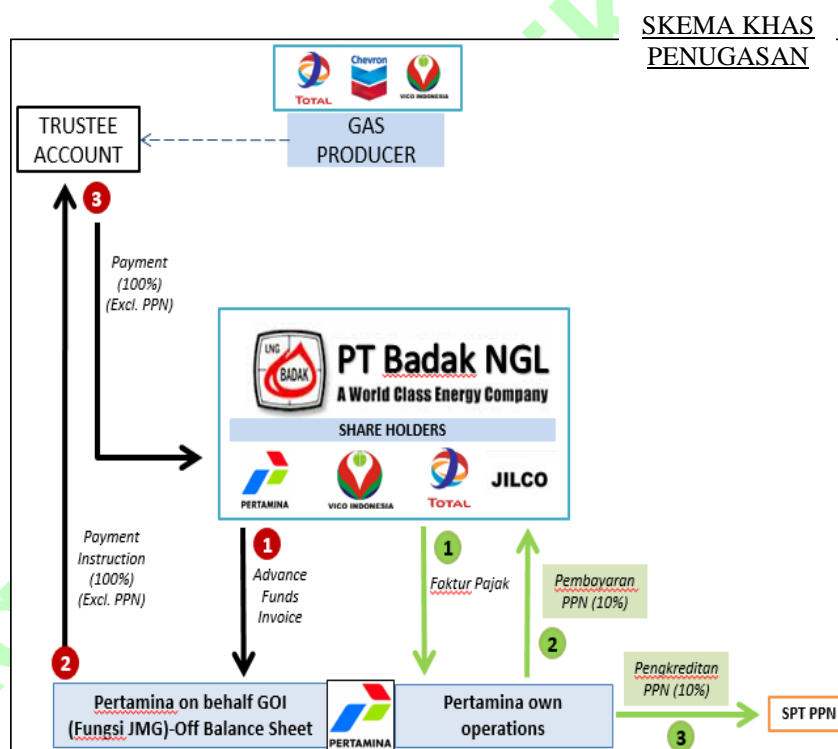 SKEMA KHAS
PENUGASAN
TOTAL
Chevron
VICO INDONESIA
TRUSTEE
ACCOUNT
GAS
PRODUCER
3
Payment
(100%)
(Excl. PPN)
LNG
BADAK
PT Badak NGL
A World Class Energy Company
SHARE HOLDERS
PERTAMINA
VICO INDONESIA
TOTAL
JILCO
Payment
Instruction
(100%)
(Excl. PPN)
1
Advance
Funds
Invoice
1
Faktur Pajak
Pembayaran
PPN (10%)
2
2
Pengkreditan
PPN (10%)
3
Pertamina on behalf GOI
(Fungsi JMG)-Off Balance Sheet
PERTAMINA
Pertamina own
operations
SPT PPN